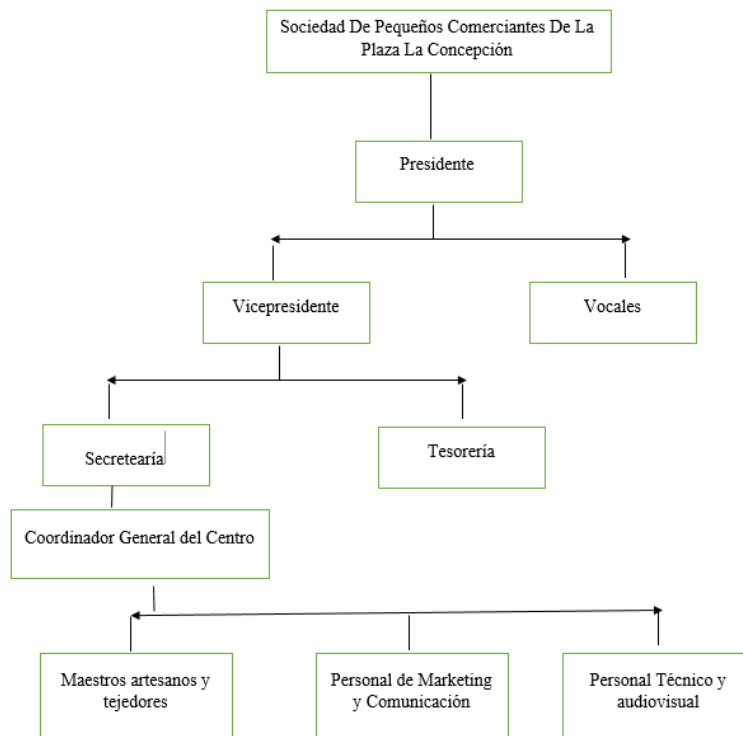 Sociedad De Pequeños Comerciantes De La
Plaza La Concepción
Presidente
Vicepresidente
Vocales
Secretearía
Tesorería
Coordinador General del Centro
Maestros artesanos y
tejedores
Personal de Marketing
y Comunicación
Personal Técnico y
audiovisual